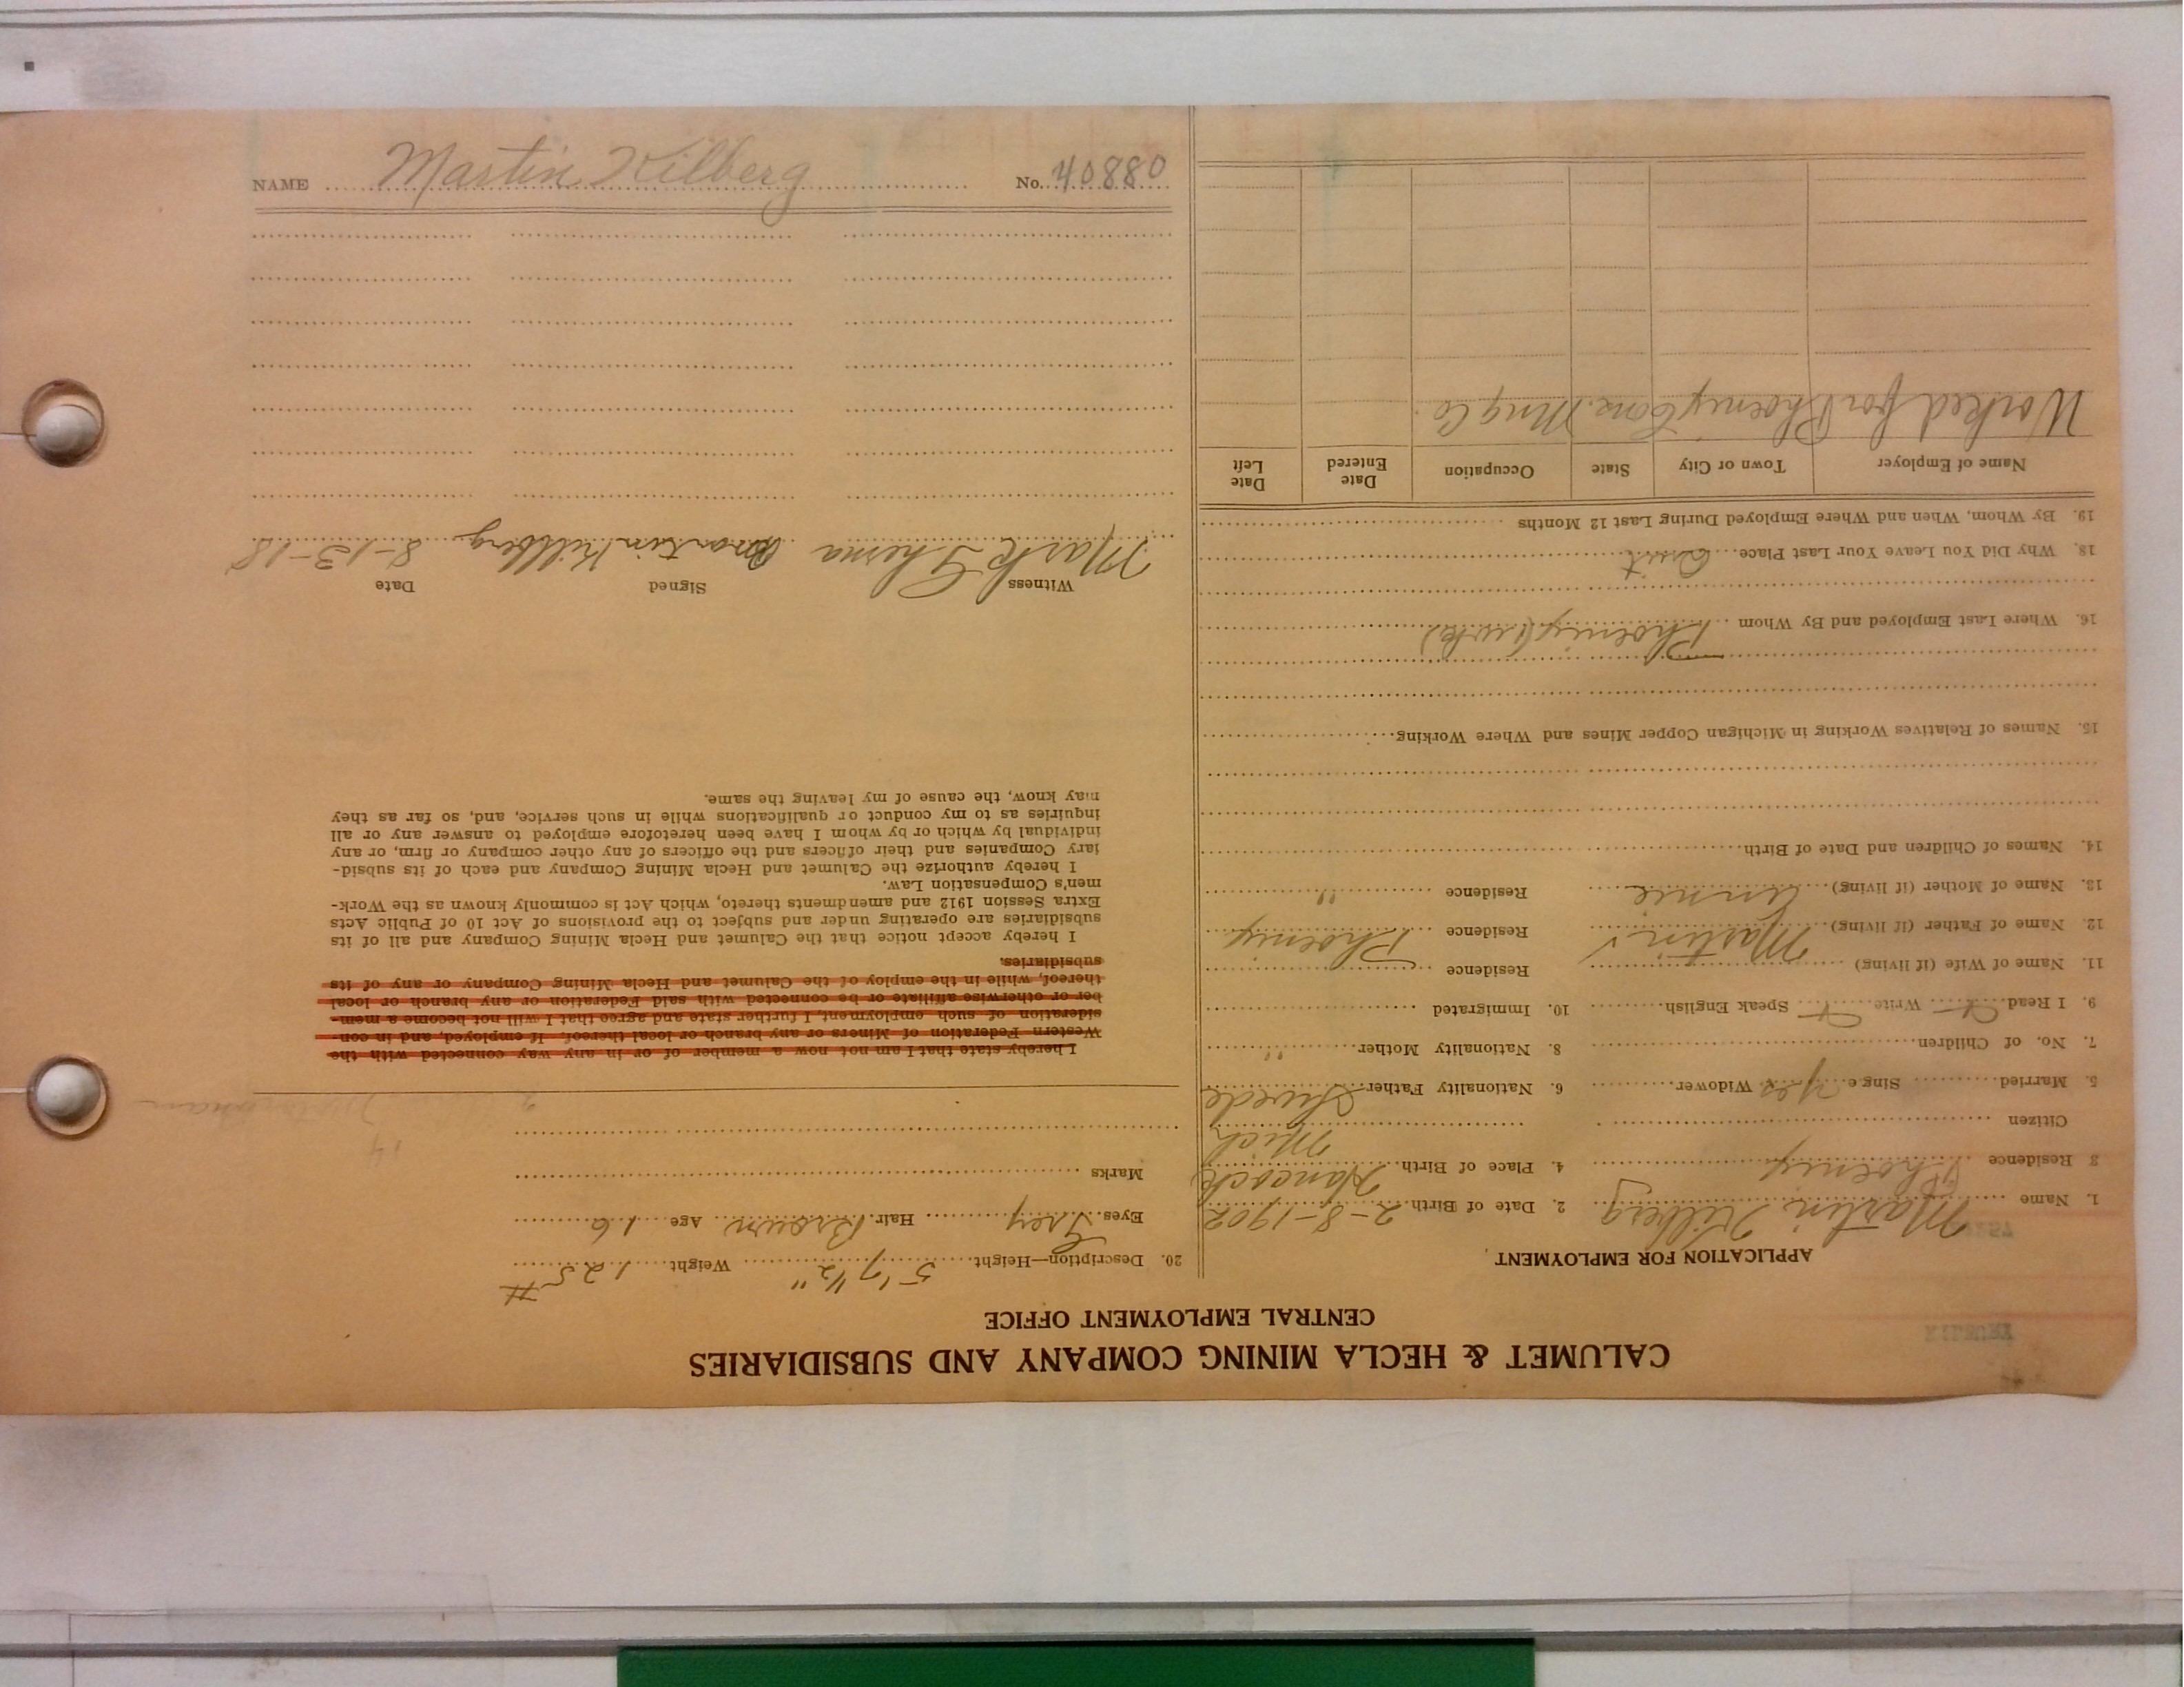 CALUMET & HECLA MINING COMPANY AND SUBSIDIARIES
CENTRAL EMPLOYMENT OFFICE
APPLICATION FOR EMPLOYMENT
1. Name Martin Kilberg 2. Date of Birth 2-8-1902
3 Residence Phoenix 4. Place of Birth Hancock
Mich
Citizen
5. Married Single yes Widower 6. Nationality Father Swede
7. No. of Children 8. Nationality Mother "
9. I Read Write Speak English 10. Immigrated
11. Name of Wife (if living) Residence
12. Name of Father (if living) Martin Residence Phoenix
13. Name of Mother (if living) Annie Residence "
14. Names of Children and Date of Birth
15. Names of Relatives Working in Michigan Copper Mines and Where Working
16. Where Last Employed and By Whom Phoenix
18. Why Did You Leave Your Last Place Quit
19. By Whom, When and Where Employed During Last 12 Months
Name of Employer Town or City State Occupation Date Entered Date Left
Worked for Phoenix Cons. Mng Co
20. Description—Height 5' 7 1/2" Weight 125 #
Eyes Grey Hair Brown Age 16
Marks
I hereby state that I am not now a member of or in any way connected with the
Western Federation of Miners or any branch or local thereof. If employed, and in con-
sideration of such employment, I further state and agree that I will not become a mem-
ber or otherwise affiliate or be connected with said Federation or any branch or local
thereof, while in the employ of the Calumet and Hecla Mining Company or any of its
subsidiaries.
I hereby accept notice that the Calumet and Hecla Mining Company and all of its
subsidiaries are operating under and subject to the provisions of Act 10 of Public Acts
Extra Session 1912 and amendments thereto, which Act is commonly known as the Work-
men's Compensation Law.
I hereby authorize the Calumet and Hecla Mining Company and each of its subsid-
iary Companies and their officers and the officers of any other company or firm, or any
individual by which or by whom I have been heretofore employed to answer any or all
inquiries as to my conduct or qualifications while in such service, and, so far as they
may know, the cause of my leaving the same.
Witness Signed Date
Mark Martin Kilberg 8-13-18
NAME Martin Kilberg No. 40880